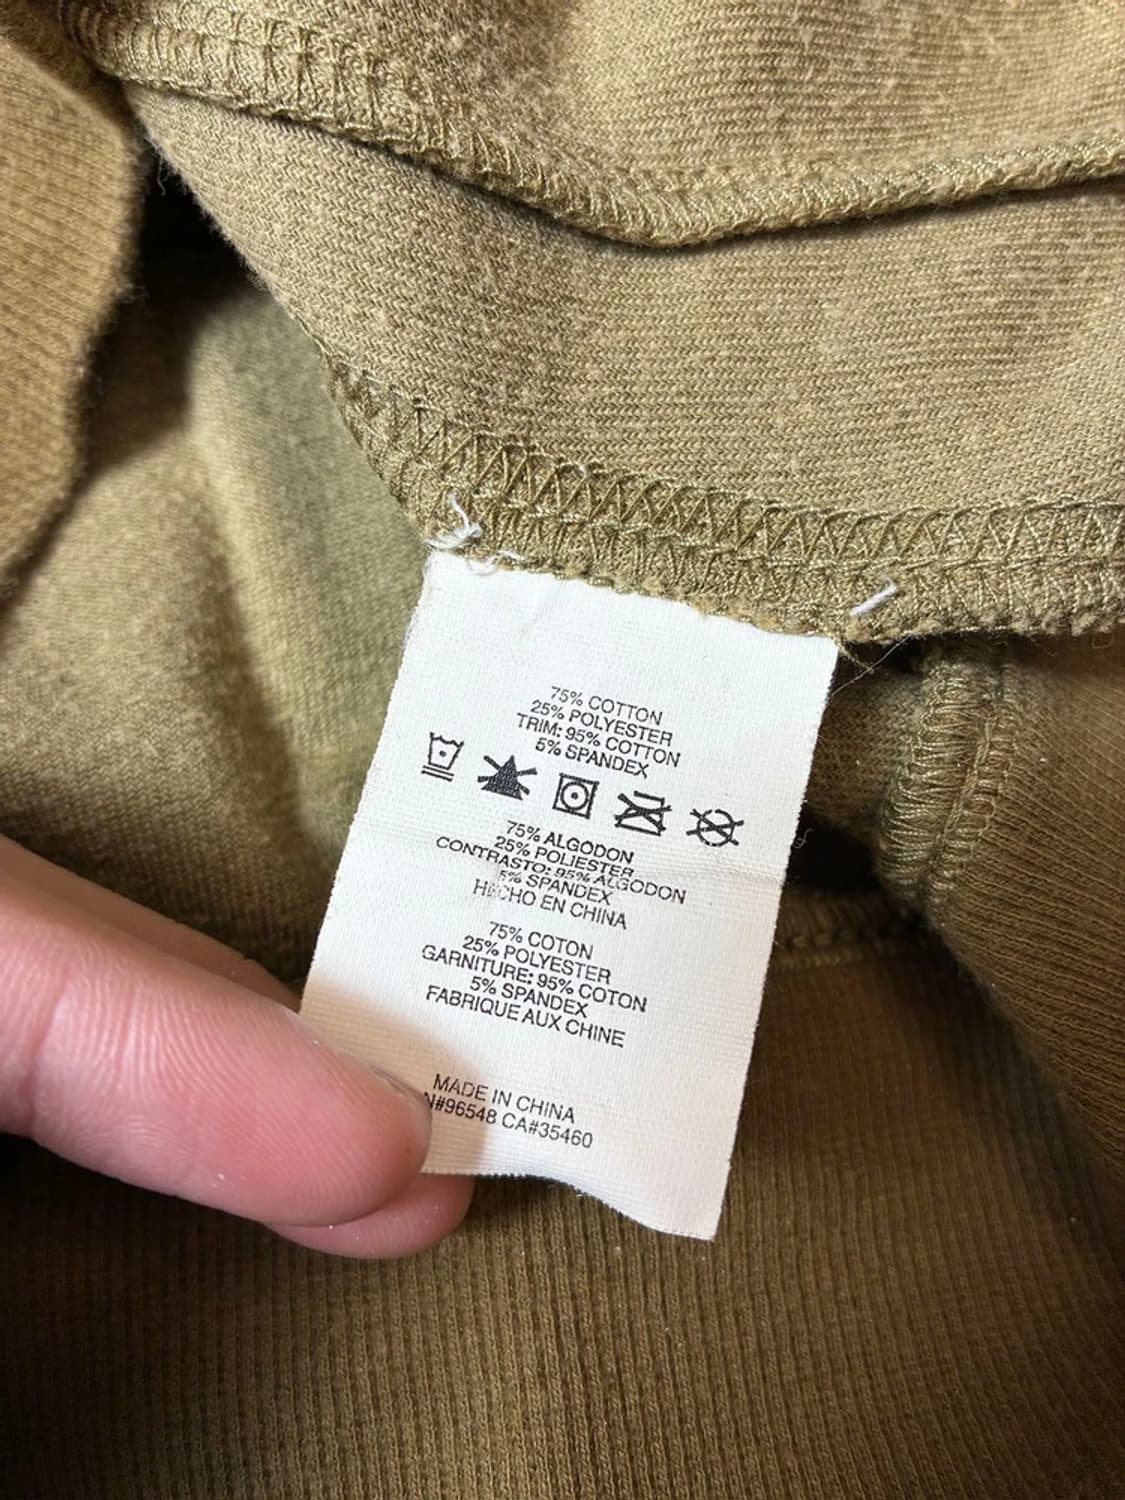 75% COTTON
25% POLYESTER
TRIM: 95% COTTON
5% SPANDEX
75% ALGODON
25% POLIESTER
CONTRASTO: 95% ALGODON
5% SPANDEX
HECHO EN CHINA
75% COTON
25% POLYESTER
GARNITURE: 95% COTON
5% SPANDEX
FABRIQUE AUX CHINE
MADE IN CHINA
N#96548 CA#35460